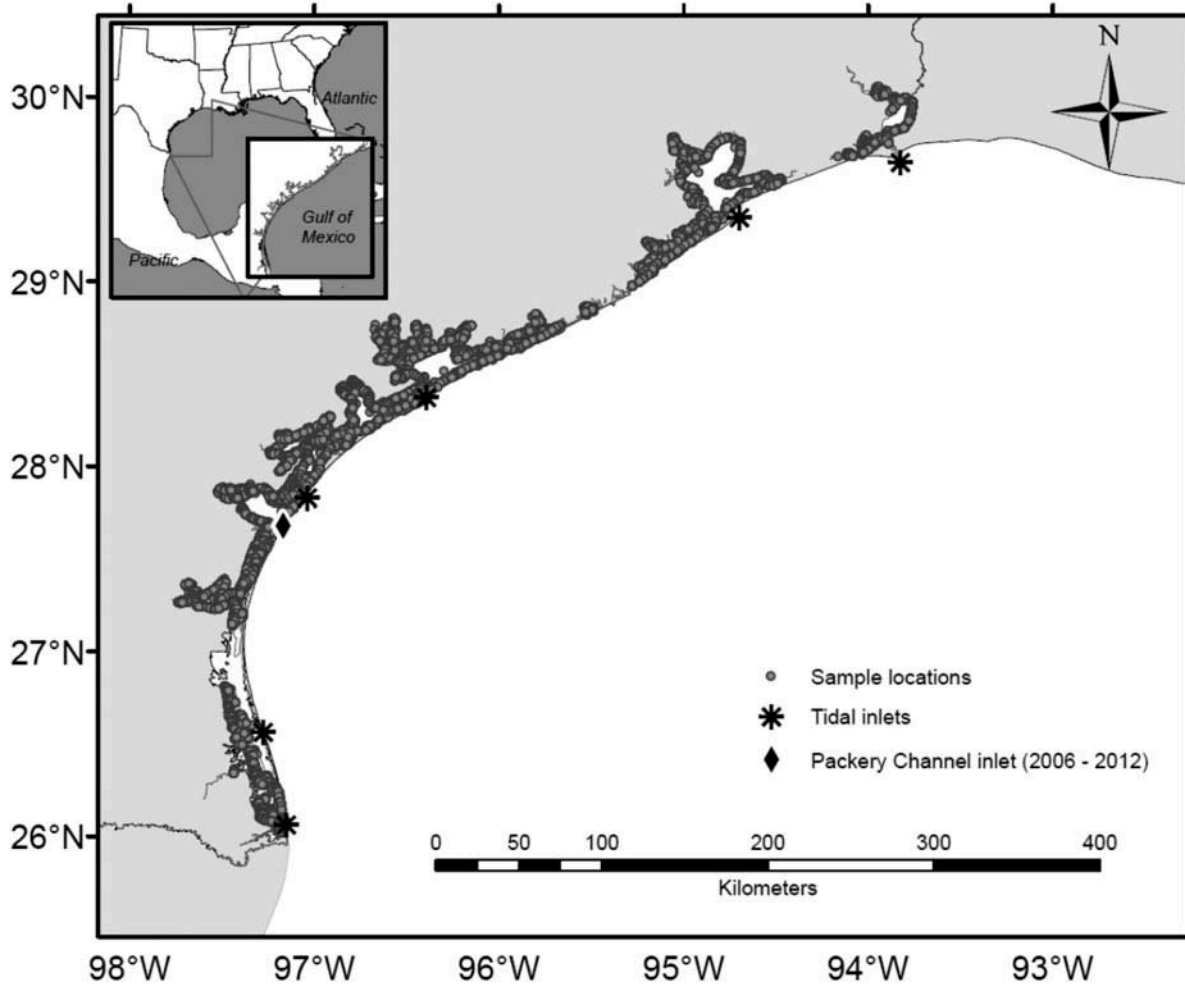 Atlantic
Gulf of
Mexico
Pacific
N
30°N
29°N
28°N
27°N
26°N
Sample locations
Tidal inlets
Packery Channel inlet (2006 - 2012)
0 50 100 200 300 400
Kilometers
98°W 97°W 96°W 95°W 94°W 93°W